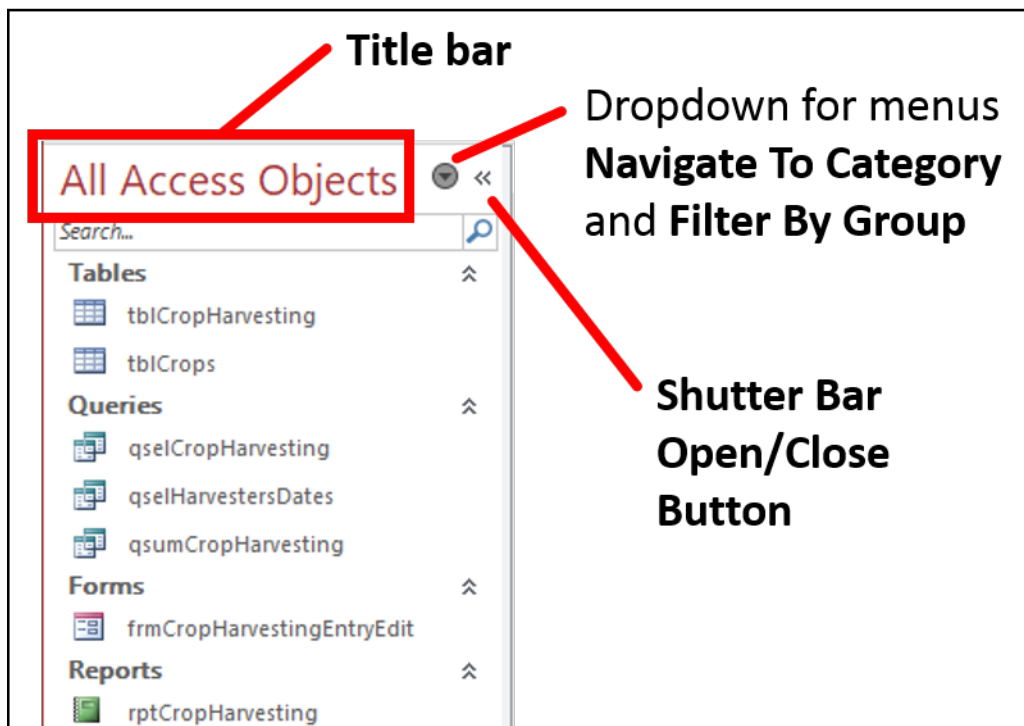 Title bar
Dropdown for menus
Navigate To Category
and Filter By Group
All Access Objects
Search...
Tables
tblCropHarvesting
tblCrops
Queries
qselCropHarvesting
qselHarvestersDates
qsumCropHarvesting
Forms
frmCropHarvestingEntryEdit
Reports
rptCropHarvesting
Shutter Bar
Open/Close
Button